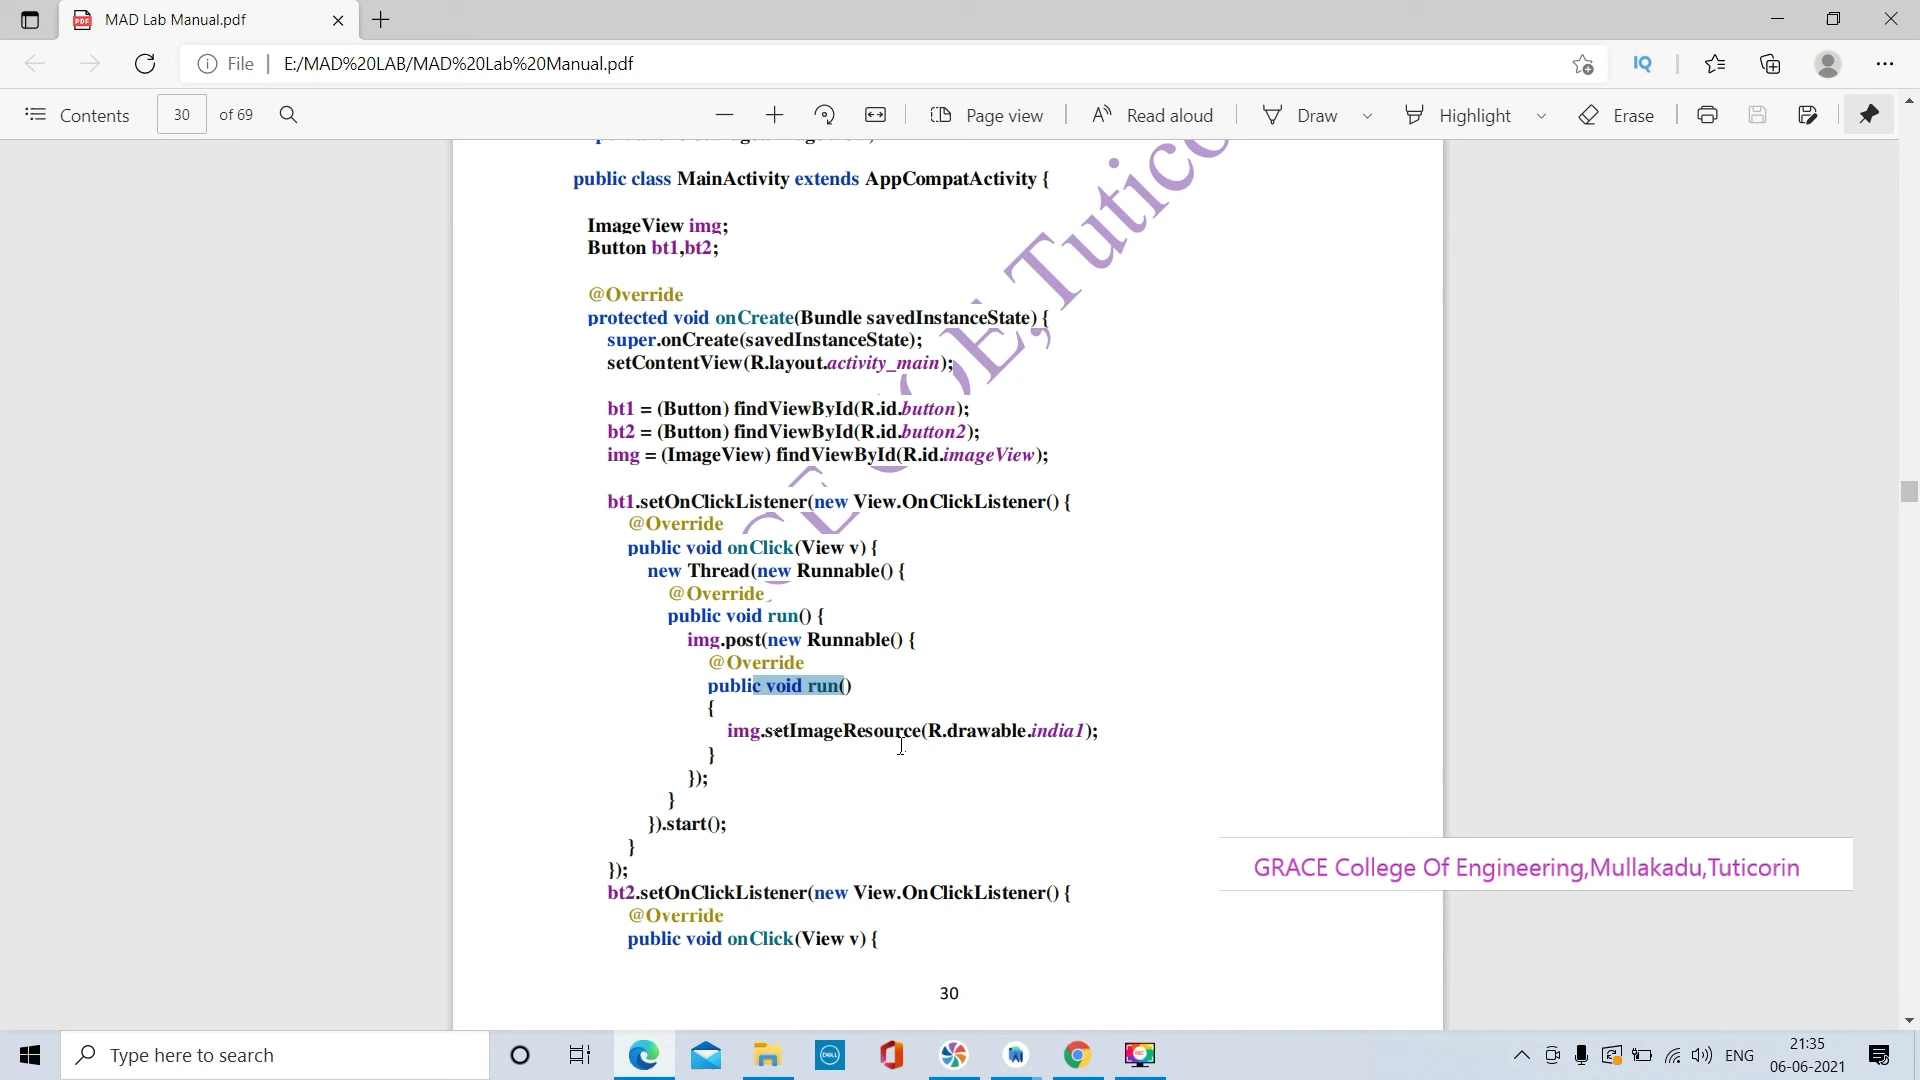 MAD Lab Manual.pdf
File
E:/MAD%20LAB/MAD%20Lab%20Manual.pdf
IQ
Contents
30
of 69
Page view
Read aloud
Draw
Highlight
Erase
public class MainActivity extends AppCompatActivity {
ImageView img;
Button bt1,bt2;
@Override
protected void onCreate(Bundle savedInstanceState) {
super.onCreate(savedInstanceState);
setContentView(R.layout.activity_main);
bt1 = (Button) findViewById(R.id.button);
bt2 = (Button) findViewById(R.id.button2);
img = (ImageView) findViewById(R.id.imageView);
bt1.setOnClickListener(new View.OnClickListener() {
@Override
public void onClick(View v) {
new Thread(new Runnable() {
@Override
public void run() {
img.post(new Runnable() {
@Override
public void run()
{
img.setImageResource(R.drawable.india1);
}
});
}
}).start();
}
});
bt2.setOnClickListener(new View.OnClickListener() {
@Override
public void onClick(View v) {
30
GRACE College Of Engineering,Mullakadu,Tuticorin
Type here to search
DELL
ENG
21:35
06-06-2021